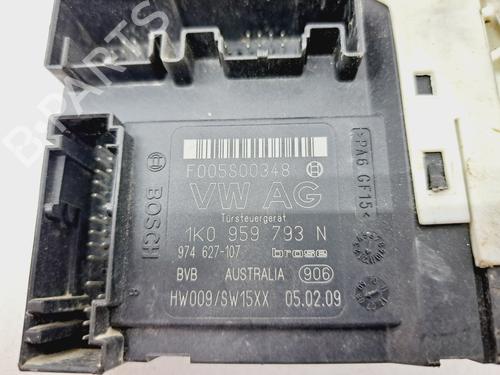 F005S00348
VW AG
Türsteuergerät
1K0 959 793 N
974 627-107 brose
BVB AUSTRALIA 906
HW009/SW15XX 05.02.09
BOSCH
>PA6 GF15<
8
B-PARTS